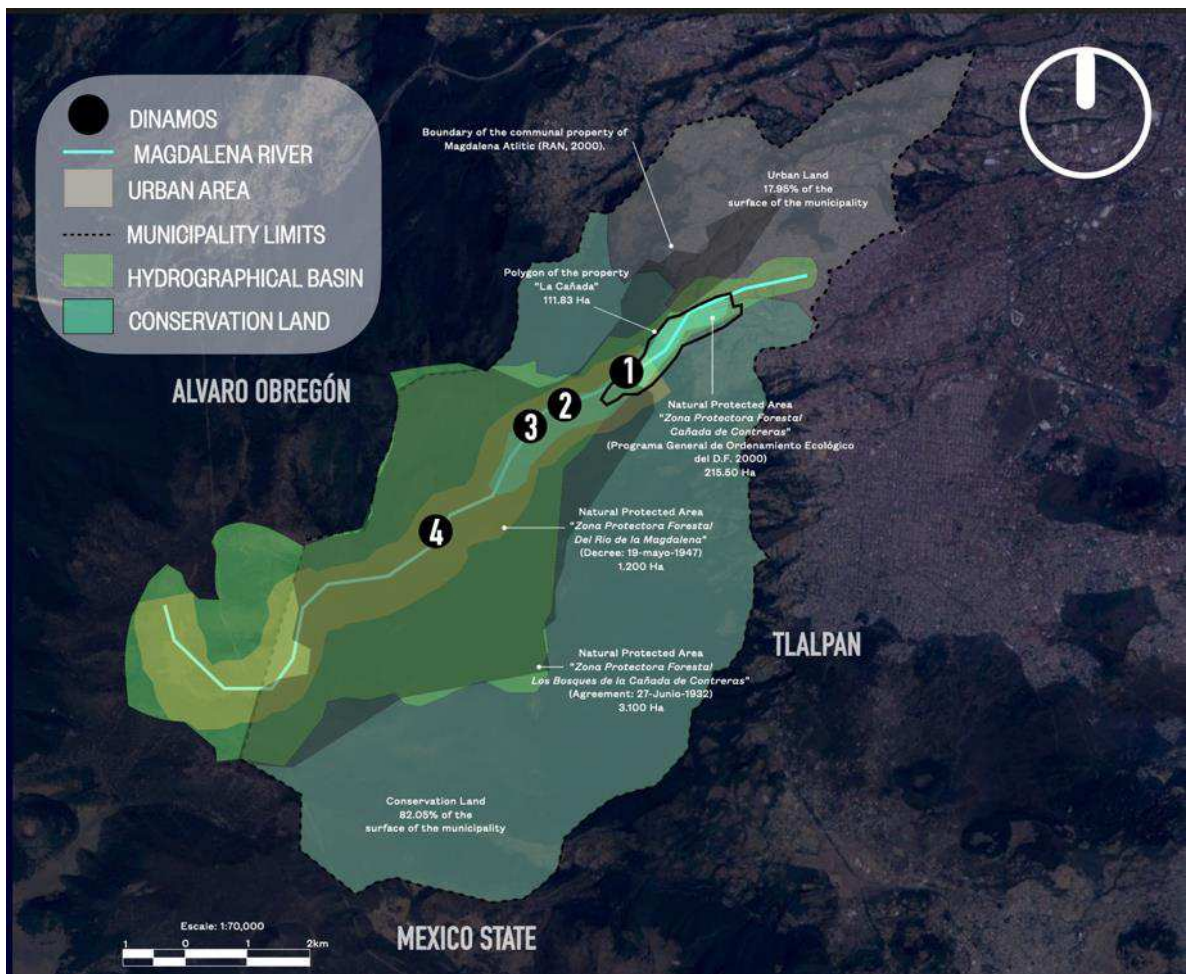 DINAMOS
MAGDALENA RIVER
URBAN AREA
MUNICIPALITY LIMITS
HYDROGRAPHICAL BASIN
CONSERVATION LAND
Boundary of the communal property of
Magdalena Atlitic (RAN, 2000).
Urban Land
17.95% of the
surface of the municipality
Polygon of the property
"La Cañada"
111.83 Ha
ALVARO OBREGÓN
1
2
3
4
Natural Protected Area
"Zona Protectora Forestal
Cañada de Contreras"
(Programa General de Ordenamiento Ecológico
del D.F. 2000)
215.50 Ha
Natural Protected Area
"Zona Protectora Forestal
Del Río de la Magdalena"
(Decree: 19-mayo-1947)
1.200 Ha
TLALPAN
Natural Protected Area
"Zona Protectora Forestal
Los Bosques de la Cañada de Contreras"
(Agreement: 27-Junio-1932)
3.100 Ha
Conservation Land
82.05% of the
surface of the municipality
Escale: 1:70,000
1 0 1 2km
MEXICO STATE